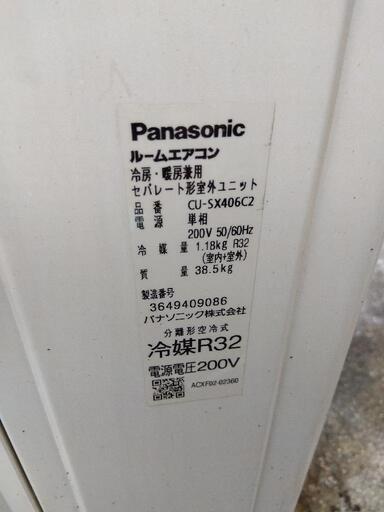 Panasonic
ルームエアコン
冷房・暖房兼用
セパレート形室外ユニット
品番 CU-SX406C2
電源 単相
200V 50/60Hz
冷媒量 1.18kg R32
(室内+室外)
質量 38.5kg
製造番号
3649409086
パナソニック株式会社
分離形空冷式
冷媒R32
電源電圧200V
ACXF02-02360